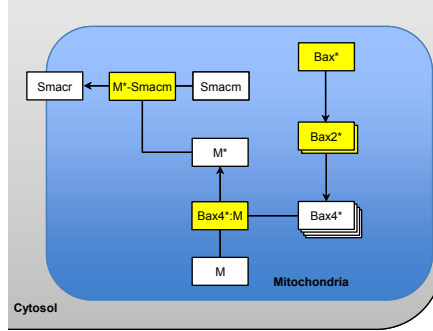 Bax*
Smacr
M*-Smacm
Smacm
Bax2*
M*
Bax4*:M
Bax4*
M
Mitochondria
Cytosol